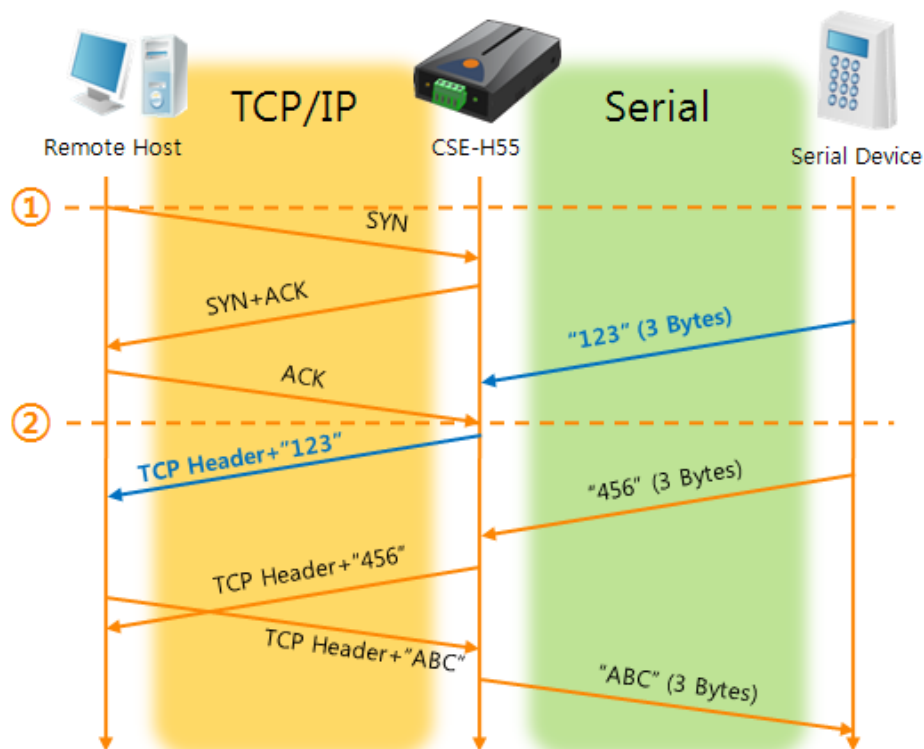 TCP/IP
Serial
Remote Host
CSE-H55
Serial Device
①
SYN
SYN+ACK
“123” (3 Bytes)
ACK
②
TCP Header+”123”
“456” (3 Bytes)
TCP Header+”456”
TCP Header+”ABC”
“ABC” (3 Bytes)